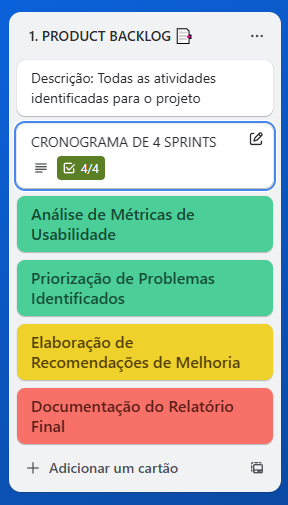 1. PRODUCT BACKLOG
Descrição: Todas as atividades
identificadas para o projeto
CRONOGRAMA DE 4 SPRINTS
4/4
Análise de Métricas de
Usabilidade
Priorização de Problemas
Identificados
Elaboração de
Recomendações de Melhoria
Documentação do Relatório
Final
Adicionar um cartão